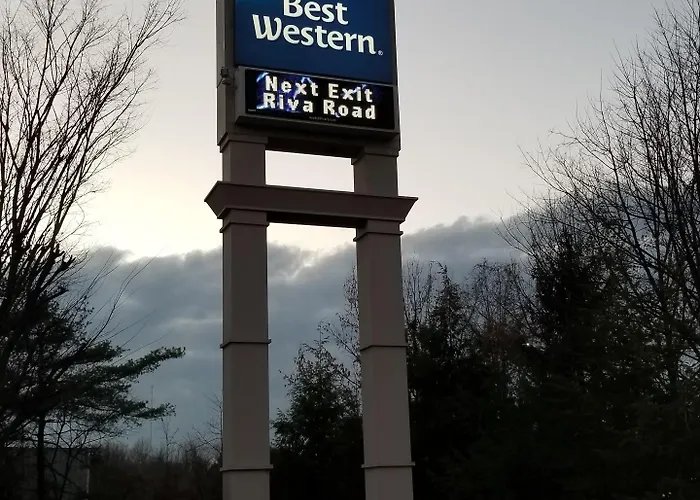 Best
Western®
Next Exit
Riva Road